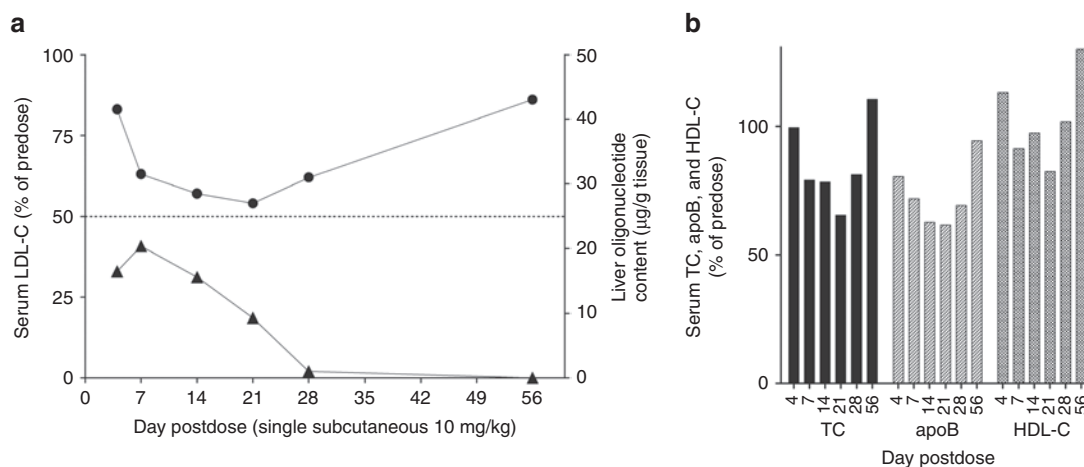 a
100
75
50
25
0
Serum LDL-C (% of predose)
50
40
30
20
10
0
Liver oligonucleotide
content (µg/g tissue)
0 7 14 21 28 35 42 49 56
Day postdose (single subcutaneous 10 mg/kg)
b
100
50
0
Serum TC, apoB, and HDL-C
(% of predose)
4 7 14 21 28 56 4 7 14 21 28 56 4 7 14 21 28 56
TC apoB HDL-C
Day postdose